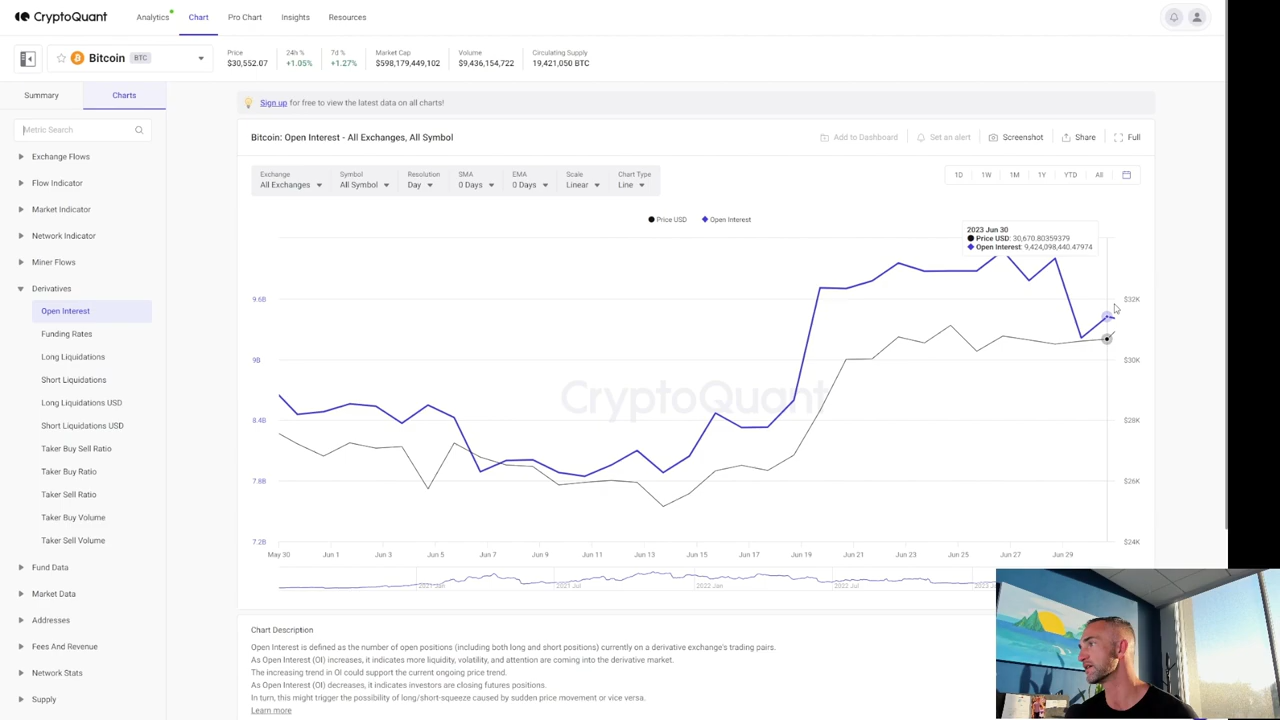 CryptoQuant
Analytics
Chart
Pro Chart
Insights
Resources
Bitcoin BTC
Price
$30,552.07
24h %
+1.05%
7d %
+1.27%
Market Cap
$598,179,449,102
Volume
$9,436,154,722
Circulating Supply
19,421,050 BTC
Summary
Charts
Metric Search
Exchange Flows
Flow Indicator
Market Indicator
Network Indicator
Miner Flows
Derivatives
Open Interest
Funding Rates
Long Liquidations
Short Liquidations
Long Liquidations USD
Short Liquidations USD
Taker Buy Sell Ratio
Taker Buy Ratio
Taker Sell Ratio
Taker Buy Volume
Taker Sell Volume
Fund Data
Market Data
Addresses
Fees And Revenue
Network Stats
Supply
Sign up for free to view the latest data on all charts!
Bitcoin: Open Interest - All Exchanges, All Symbol
Add to Dashboard
Set an alert
Screenshot
Share
Full
Exchange
All Exchanges
Symbol
All Symbol
Resolution
Day
SMA
0 Days
EMA
0 Days
Scale
Linear
Chart Type
Line
1D
1W
1M
1Y
YTD
All
Price USD
Open Interest
2023 Jun 30
Price USD: 30,670.80359379
Open Interest: 9,424,098,440.47974
9.6B
9B
8.4B
7.8B
7.2B
$32K
$30K
$28K
$26K
$24K
CryptoQuant
May 30
Jun 1
Jun 3
Jun 5
Jun 7
Jun 9
Jun 11
Jun 13
Jun 15
Jun 17
Jun 19
Jun 21
Jun 23
Jun 25
Jun 27
Jun 29
2021 Jan
2021 Jul
2022 Jan
2022 Jul
Chart Description
Open Interest is defined as the number of open positions (including both long and short positions) currently on a derivative exchange's trading pairs.
As Open Interest (OI) increases, it indicates more liquidity, volatility, and attention are coming into the derivative market.
The increasing trend in OI could support the current ongoing price trend.
As Open Interest (OI) decreases, it indicates investors are closing futures positions.
In turn, this might trigger the possibility of long/short-squeeze caused by sudden price movement or vice versa.
Learn more